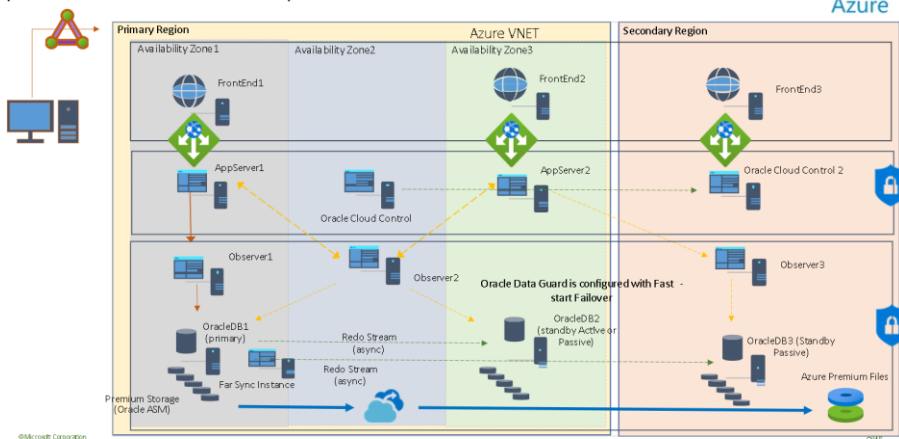 Azure
Primary Region
Azure VNET
Secondary Region
Availability Zone1
Availability Zone2
Availability Zone3
FrontEnd1
FrontEnd2
FrontEnd3
AppServer1
AppServer2
Oracle Cloud Control 2
Oracle Cloud Control
Observer1
Observer2
Observer3
Oracle Data Guard is configured with Fast -
start Failover
OracleDB1
(primary)
Redo Stream
(async)
OracleDB2
(standby Active or
Passive)
OracleDB3 (Standby
Passive)
Far Sync Instance
Redo Stream
(async)
Premium Storage
(Oracle ASM)
Azure Premium Files
©Microsoft Corporation